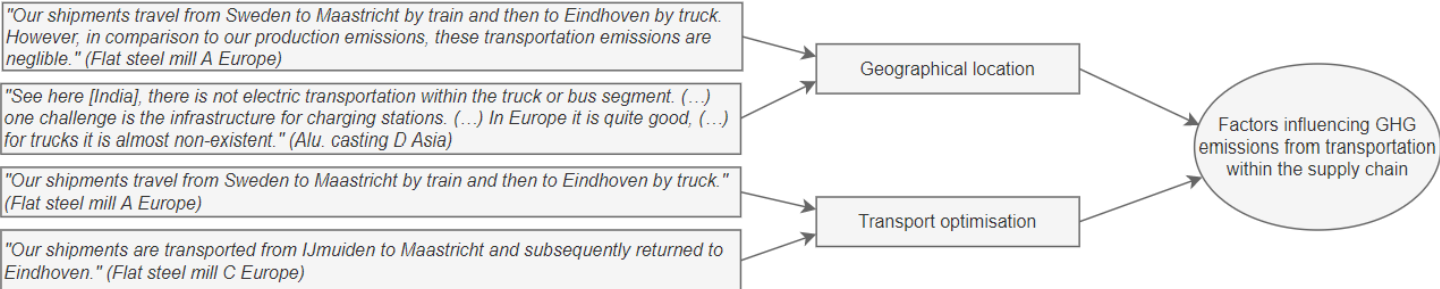 "Our shipments travel from Sweden to Maastricht by train and then to Eindhoven by truck.
However, in comparison to our production emissions, these transportation emissions are
neglible." (Flat steel mill A Europe)
"See here [India], there is not electric transportation within the truck or bus segment. (…)
one challenge is the infrastructure for charging stations. (…) In Europe it is quite good, (…)
for trucks it is almost non-existent." (Alu. casting D Asia)
"Our shipments travel from Sweden to Maastricht by train and then to Eindhoven by truck."
(Flat steel mill A Europe)
"Our shipments are transported from IJmuiden to Maastricht and subsequently returned to
Eindhoven." (Flat steel mill C Europe)
Geographical location
Transport optimisation
Factors influencing GHG
emissions from transportation
within the supply chain